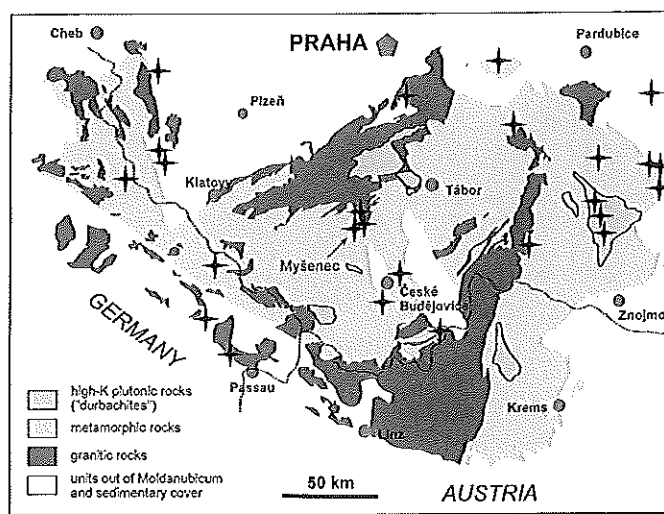 Cheb
PRAHA
Pardubice
Plzeň
Klatovy
Tábor
Myšenec
České
Budějovice
GERMANY
Znojmo
Passau
Krems
Linz
high-K plutonic rocks
("durbachites")
metamorphic rocks
granitic rocks
units out of Moldanubicum
and sedimentary cover
50 km
AUSTRIA